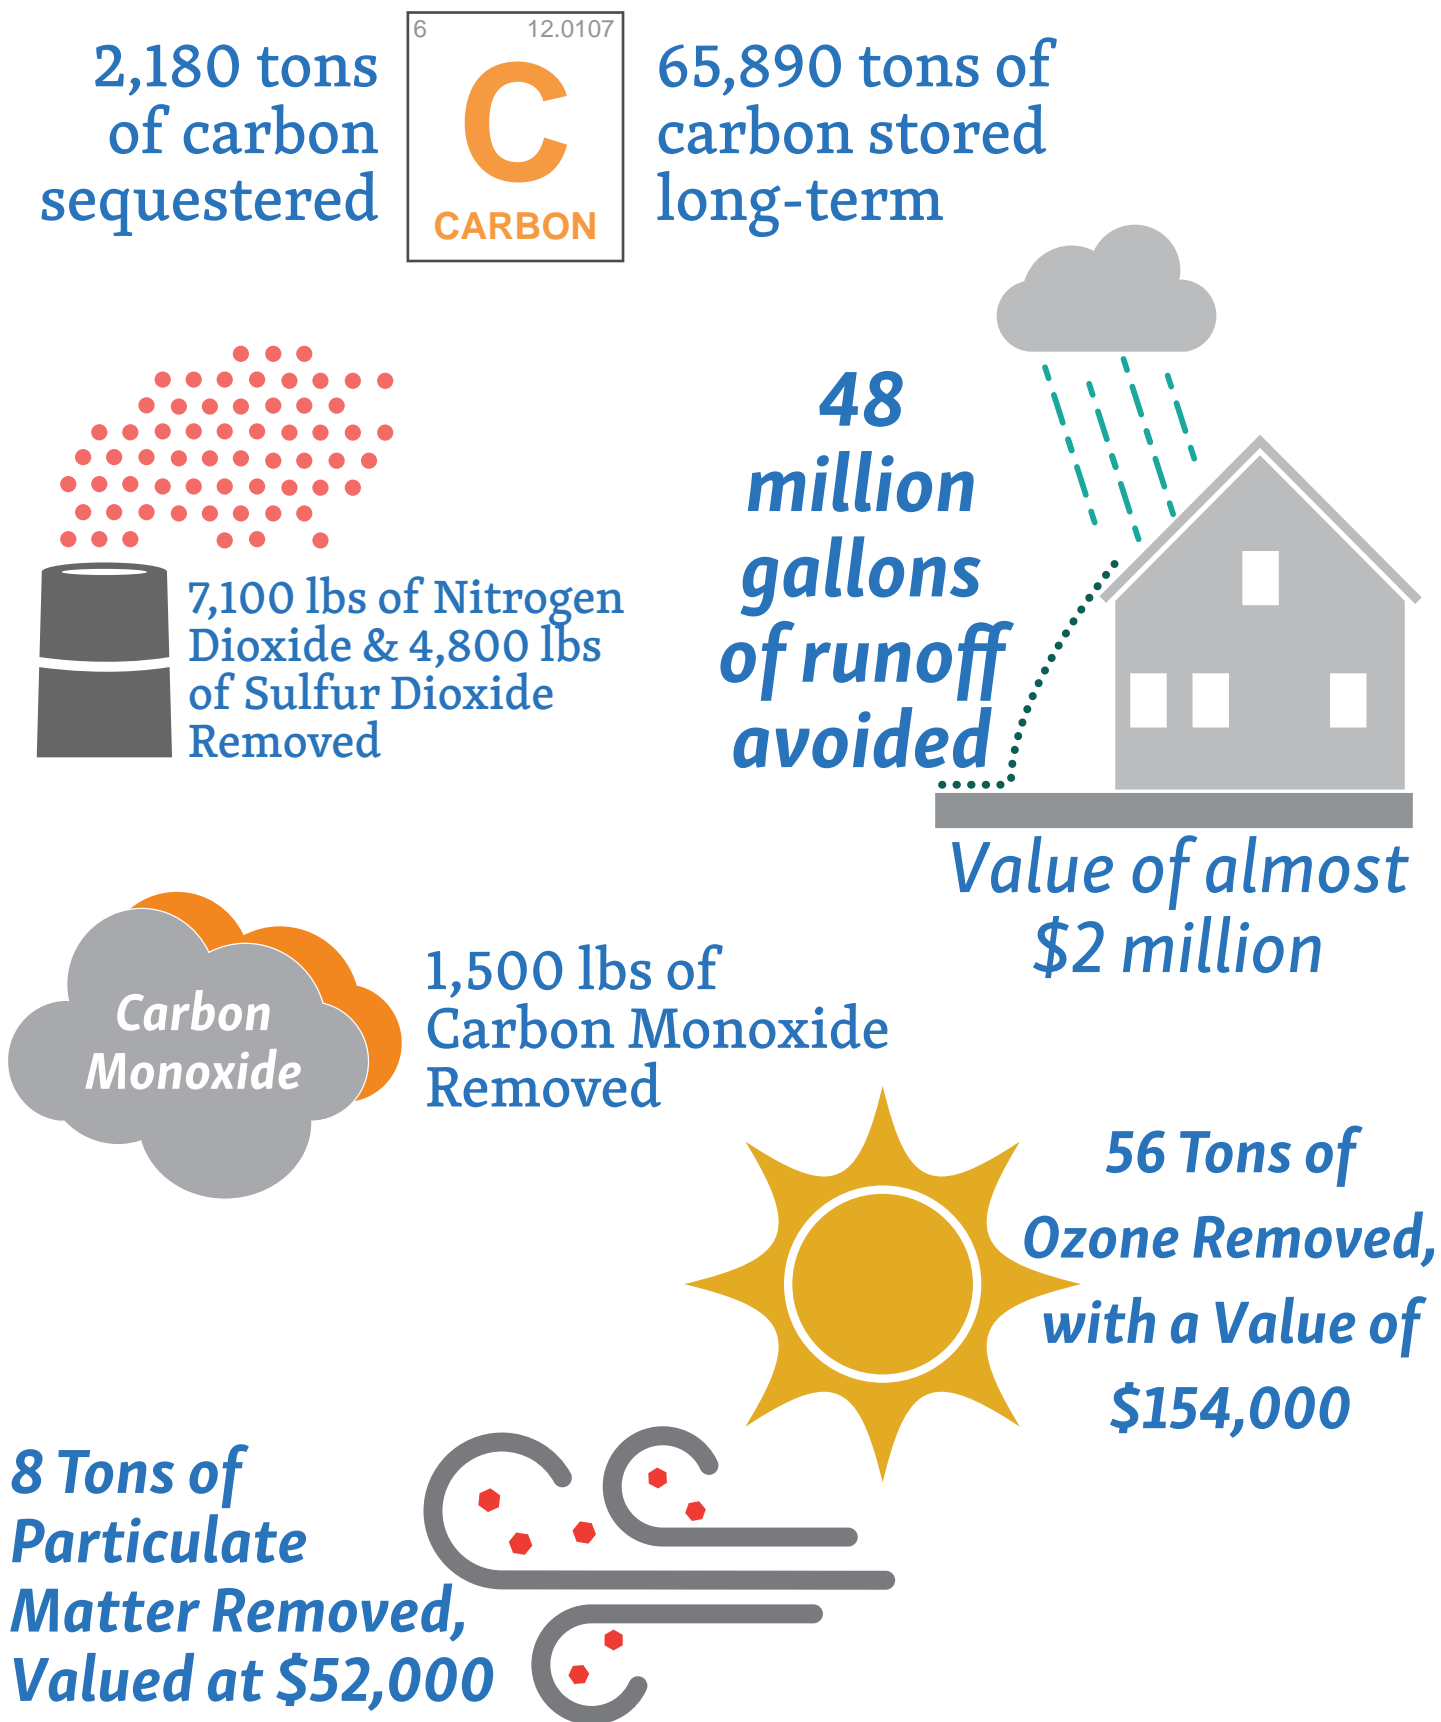 2,180 tons
of carbon
sequestered
6 12.0107
C
CARBON
65,890 tons of
carbon stored
long-term
48
million
gallons
of runoff
avoided
7,100 lbs of Nitrogen
Dioxide & 4,800 lbs
of Sulfur Dioxide
Removed
Value of almost
$2 million
Carbon
Monoxide
1,500 lbs of
Carbon Monoxide
Removed
56 Tons of
Ozone Removed,
with a Value of
$154,000
8 Tons of
Particulate
Matter Removed,
Valued at $52,000